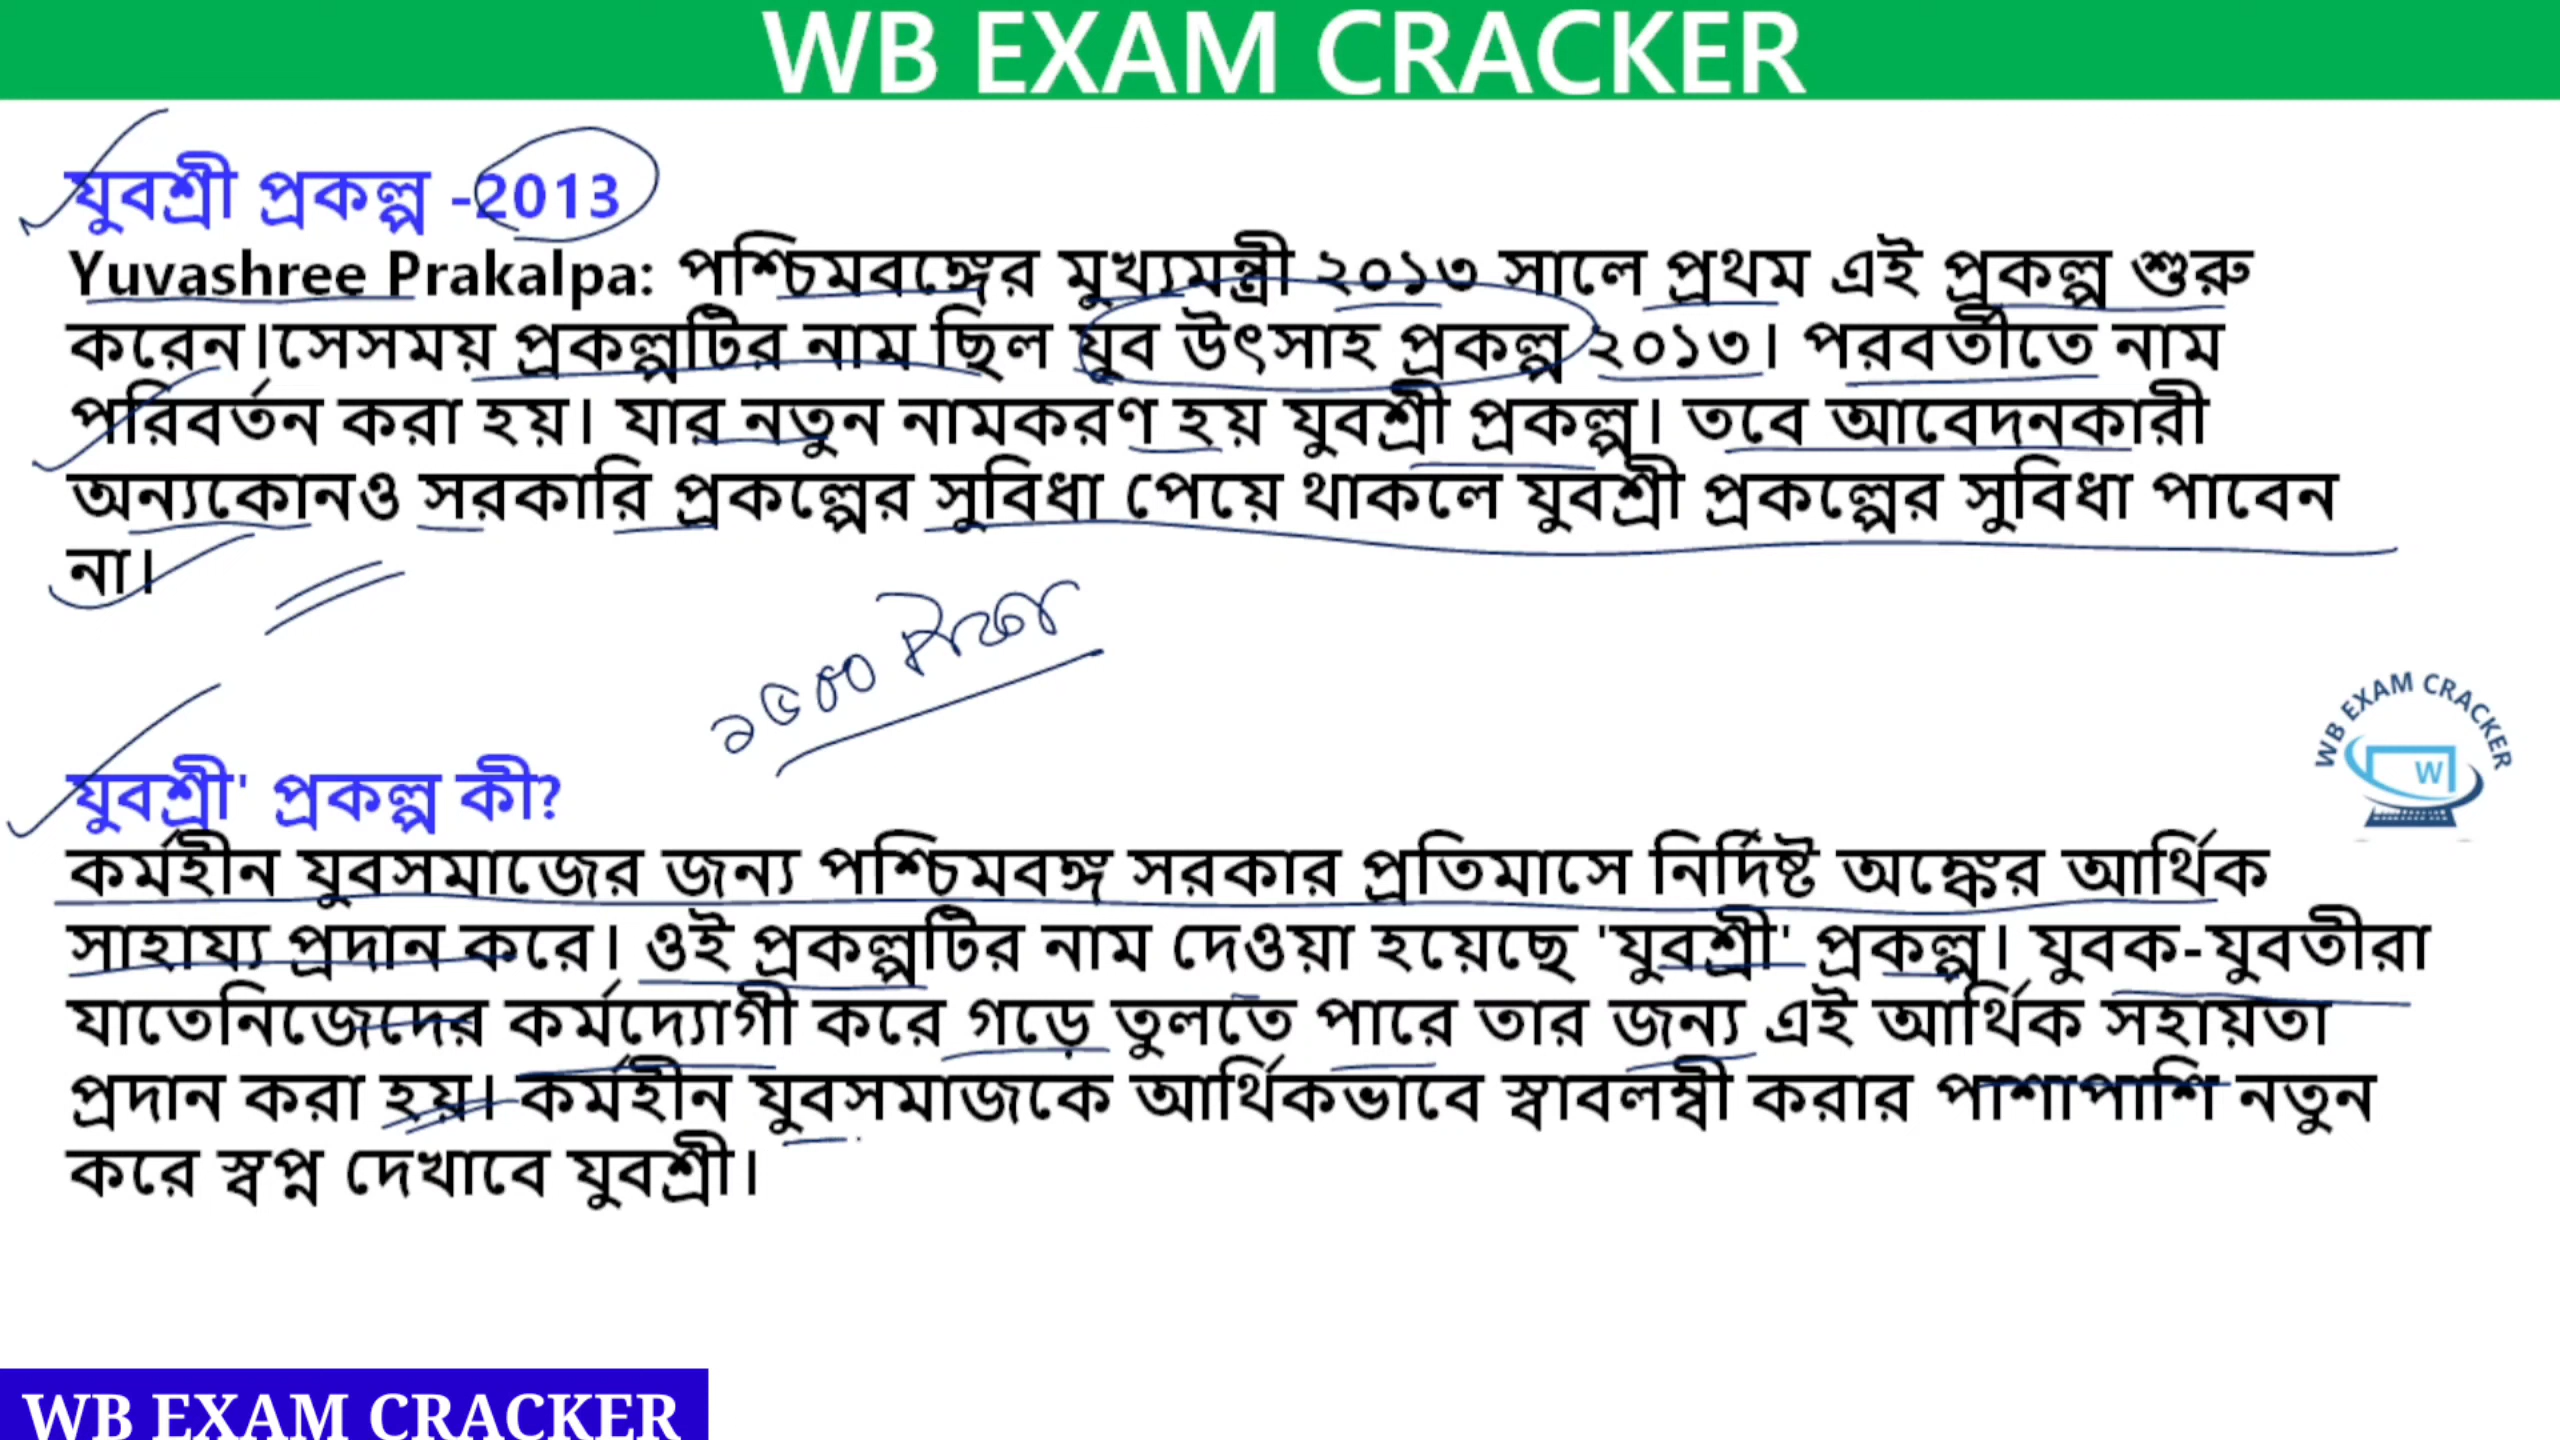 WB EXAM CRACKER
যুবশ্রী প্রকল্প -2013
Yuvashree Prakalpa: পশ্চিমবঙ্গের মুখ্যমন্ত্রী ২০১৩ সালে প্রথম এই প্রকল্প শুরু
করেন।সেসময় প্রকল্পটির নাম ছিল যুব উৎসাহ প্রকল্প ২০১৩। পরবর্তীতে নাম
পরিবর্তন করা হয়। যার নতুন নামকরণ হয় যুবশ্রী প্রকল্প। তবে আবেদনকারী
অন্যকোনও সরকারি প্রকল্পের সুবিধা পেয়ে থাকলে যুবশ্রী প্রকল্পের সুবিধা পাবেন
না।
১৫০০ টাকা
WB EXAM CRACKER
W
যুবশ্রী' প্রকল্প কী?
কর্মহীন যুবসমাজের জন্য পশ্চিমবঙ্গ সরকার প্রতিমাসে নির্দিষ্ট অঙ্কের আর্থিক
সাহায্য প্রদান করে। ওই প্রকল্পটির নাম দেওয়া হয়েছে 'যুবশ্রী' প্রকল্প। যুবক-যুবতীরা
যাতেনিজেদের কর্মদ্যোগী করে গড়ে তুলতে পারে তার জন্য এই আর্থিক সহায়তা
প্রদান করা হয়। কর্মহীন যুবসমাজকে আর্থিকভাবে স্বাবলম্বী করার পাশাপাশি নতুন
করে স্বপ্ন দেখাবে যুবশ্রী।
WB EXAM CRACKER